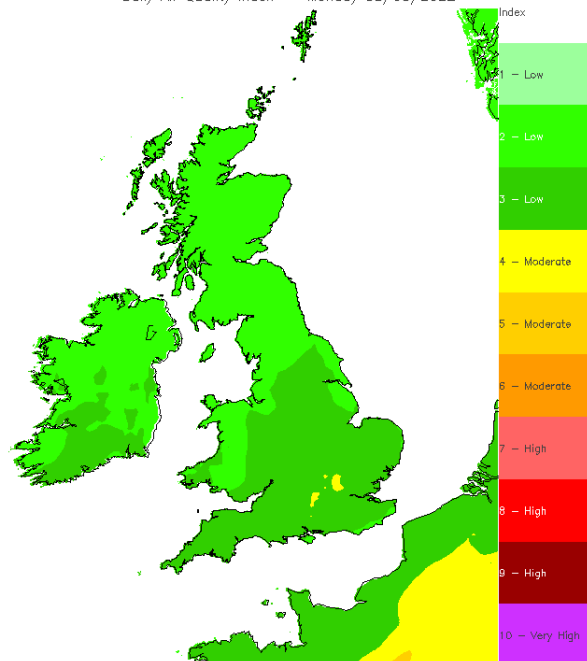 Index
1 - Low
2 - Low
3 - Low
4 - Moderate
5 - Moderate
6 - Moderate
7 - High
8 - High
9 - High
10 - Very High